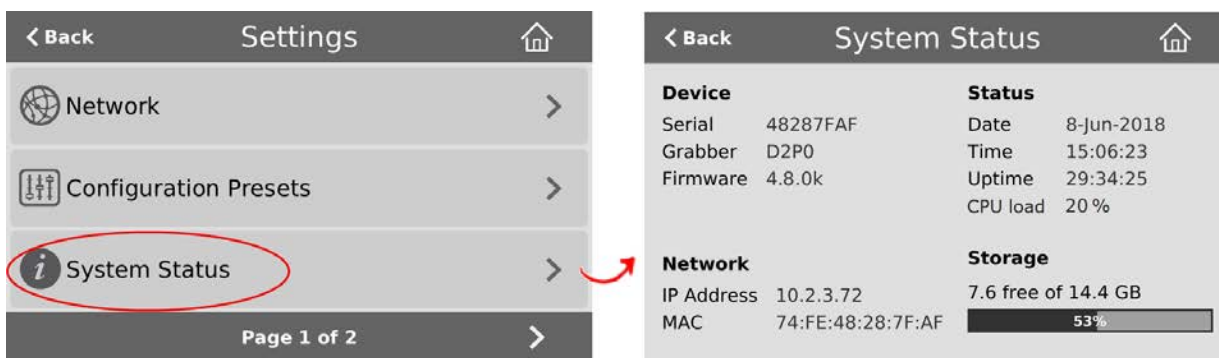 Back Settings
Network
Configuration Presets
System Status
Page 1 of 2
Back System Status
Device
Serial 48287FAF
Grabber D2P0
Firmware 4.8.0k
Status
Date 8-Jun-2018
Time 15:06:23
Uptime 29:34:25
CPU load 20 %
Network
IP Address 10.2.3.72
MAC 74:FE:48:28:7F:AF
Storage
7.6 free of 14.4 GB
53%